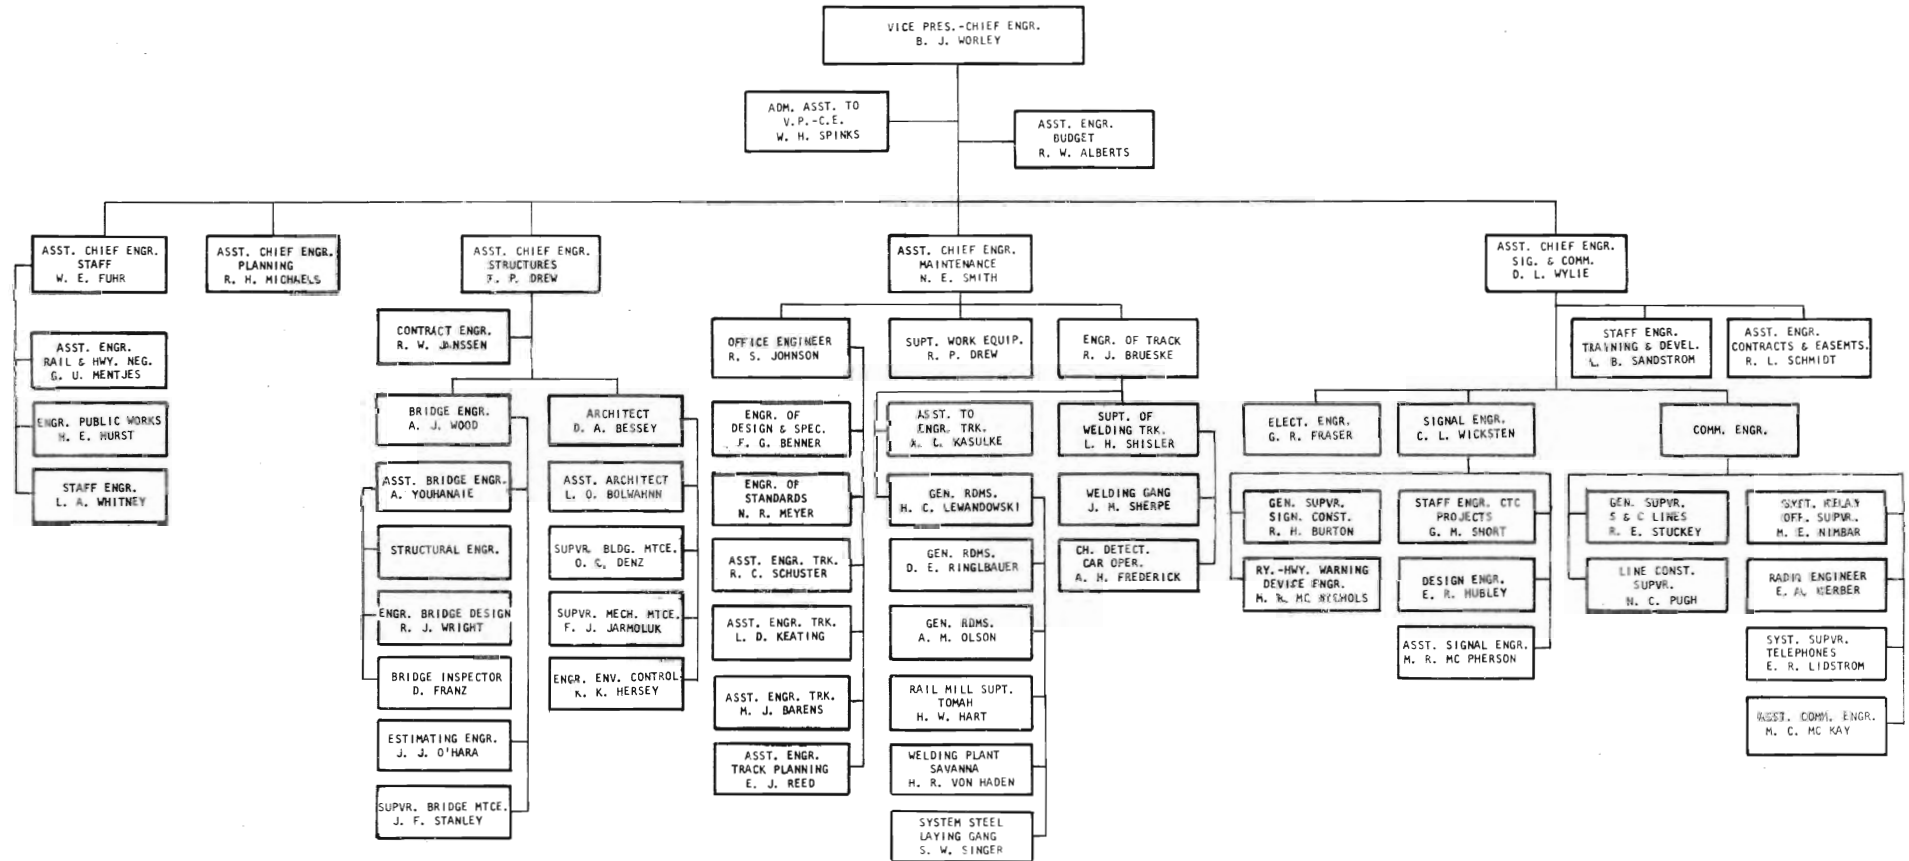 VICE PRES.-CHIEF ENGR.
B. J. WORLEY
ADM. ASST. TO
V.P.-C.E.
W. H. SPINKS
ASST. ENGR.
BUDGET
R. W. ALBERTS
ASST. CHIEF ENGR.
STAFF
W. E. FUHR
ASST. CHIEF ENGR.
PLANNING
R. H. MICHAELS
ASST. CHIEF ENGR.
STRUCTURES
F. P. DREW
ASST. CHIEF ENGR.
MAINTENANCE
N. E. SMITH
ASST. CHIEF ENGR.
SIG. & COMM.
D. L. WYLIE
ASST. ENGR.
RAIL & HWY. NEG.
G. U. MENTJES
ENGR. PUBLIC WORKS
H. E. HURST
STAFF ENGR.
L. A. WHITNEY
CONTRACT ENGR.
R. W. JANSSEN
BRIDGE ENGR.
A. J. WOOD
ASST. BRIDGE ENGR.
A. YOUHANAIE
STRUCTURAL ENGR.
ENGR. BRIDGE DESIGN
R. J. WRIGHT
BRIDGE INSPECTOR
D. FRANZ
ESTIMATING ENGR.
J. J. O'HARA
SUPVR. BRIDGE MTCE.
J. F. STANLEY
ARCHITECT
D. A. BESSEY
ASST. ARCHITECT
L. O. BOLWAHNN
SUPVR. BLDG. MTCE.
O. C. DENZ
SUPVR. MECH. MTCE.
F. J. JARMOLUK
ENGR. ENV. CONTROL
K. K. HERSEY
OFFICE ENGINEER
R. S. JOHNSON
ENGR. OF
DESIGN & SPEC.
F. G. BENNER
ENGR. OF
STANDARDS
N. R. MEYER
ASST. ENGR. TRK.
R. C. SCHUSTER
ASST. ENGR. TRK.
L. D. KEATING
ASST. ENGR. TRK.
M. J. BARENS
ASST. ENGR.
TRACK PLANNING
E. J. REED
SUPT. WORK EQUIP.
R. P. DREW
ENGR. OF TRACK
R. J. BRUESKE
ASST. TO
ENGR. TRK.
C. KASULKE
GEN. RDMS.
H. C. LEWANDOWSKI
GEN. RDMS.
D. E. RINGLBAUER
GEN. RDMS.
A. M. OLSON
RAIL MILL SUPT.
TOMAH
H. W. HART
WELDING PLANT
SAVANNA
H. R. VON HADEN
SYSTEM STEEL
LAYING GANG
S. W. SINGER
SUPT. OF
WELDING TRK.
L. H. SHISLER
WELDING GANG
J. M. SHERPE
CH. DETECT.
CAR OPER.
A. H. FREDERICK
STAFF ENGR.
TRAINING & DEVEL.
B. SANDSTROM
ASST. ENGR.
CONTRACTS & EASEMTS.
R. L. SCHMIDT
ELECT. ENGR.
G. R. FRASER
SIGNAL ENGR.
C. L. WICKSTEN
COMM. ENGR.
GEN. SUPVR.
SIGN. CONST.
R. H. BURTON
RY.-HWY. WARNING
DEVICE ENGR.
M. R. MC NICHOLS
STAFF ENGR. CTC
PROJECTS
G. M. SHORT
DESIGN ENGR.
E. R. HUBLEY
ASST. SIGNAL ENGR.
M. R. MC PHERSON
GEN. SUPVR.
S & C LINES
R. E. STUCKEY
LINE CONST.
SUPVR.
N. C. PUGH
SYST. RELAY
OFF. SUPVR.
M. E. NIMBAR
RADIO ENGINEER
E. A. KERBER
SYST. SUPVR.
TELEPHONES
E. R. LIDSTROM
ASST. COMM. ENGR.
M. C. MC KAY